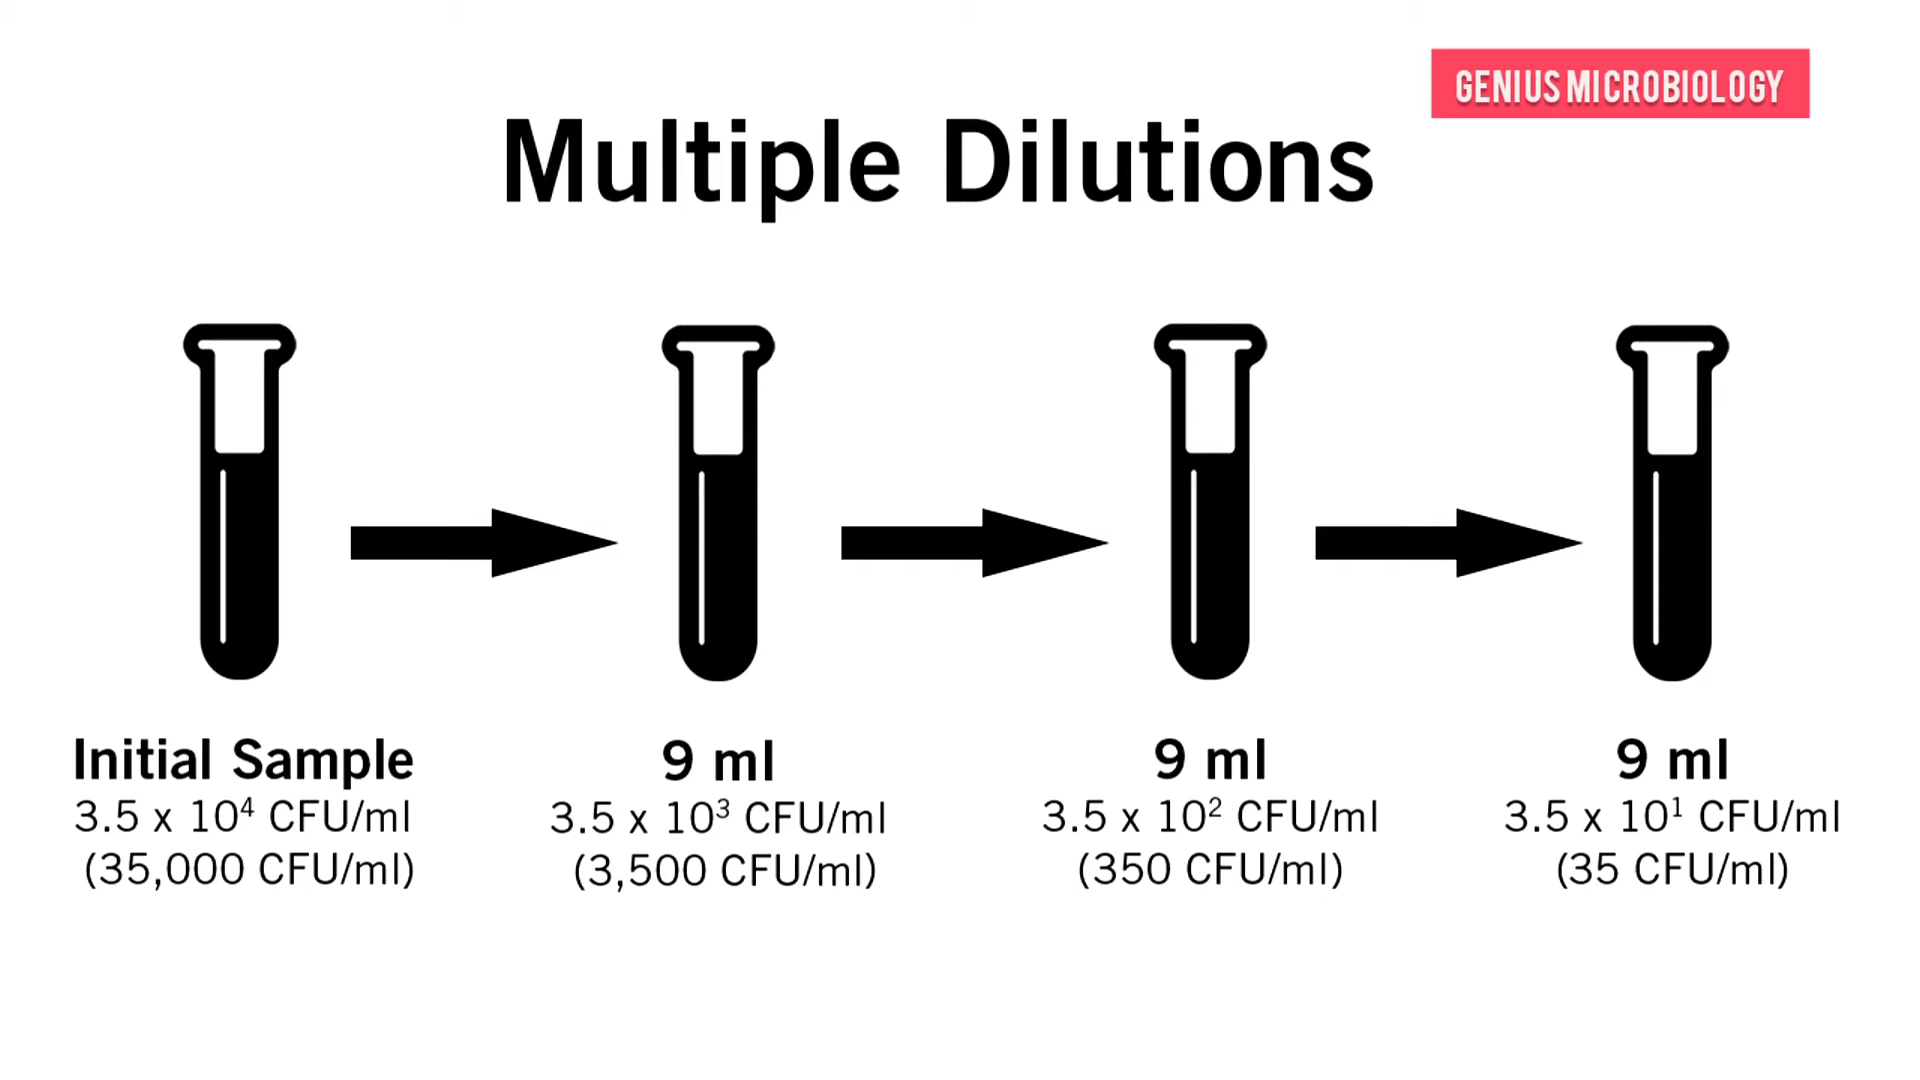 GENIUS MICROBIOLOGY
Multiple Dilutions
Initial Sample
3.5 x 10⁴ CFU/ml
(35,000 CFU/ml)
9 ml
3.5 x 10³ CFU/ml
(3,500 CFU/ml)
9 ml
3.5 x 10² CFU/ml
(350 CFU/ml)
9 ml
3.5 x 10¹ CFU/ml
(35 CFU/ml)